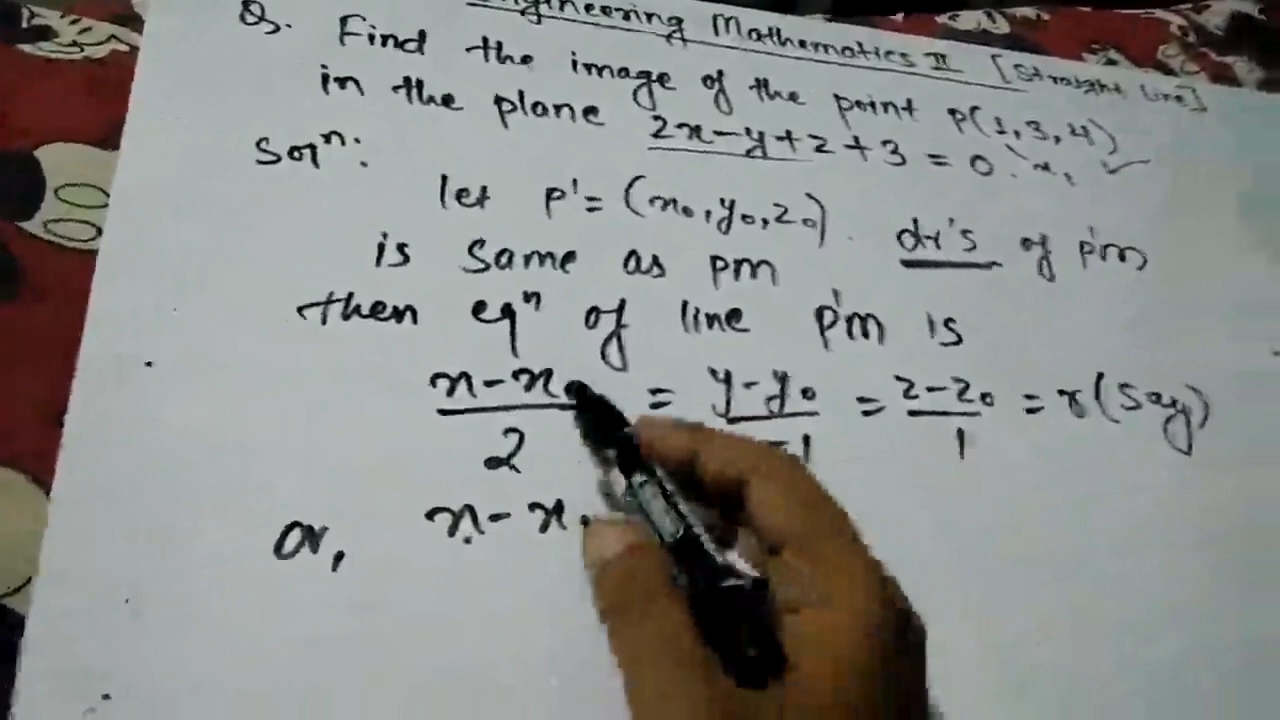 Engineering Mathematics II [Straight line]
Q. Find the image of the point P(1,3,4)
in the plane 2x-y+z+3=0.
Solⁿ:
let P'=(x₀,y₀,z₀). dr's of P'm
is same as pm
then eqⁿ of line P'm is
x-x₀/2 = y-y₀/-1 = z-z₀/1 = r(say)
or, x-x